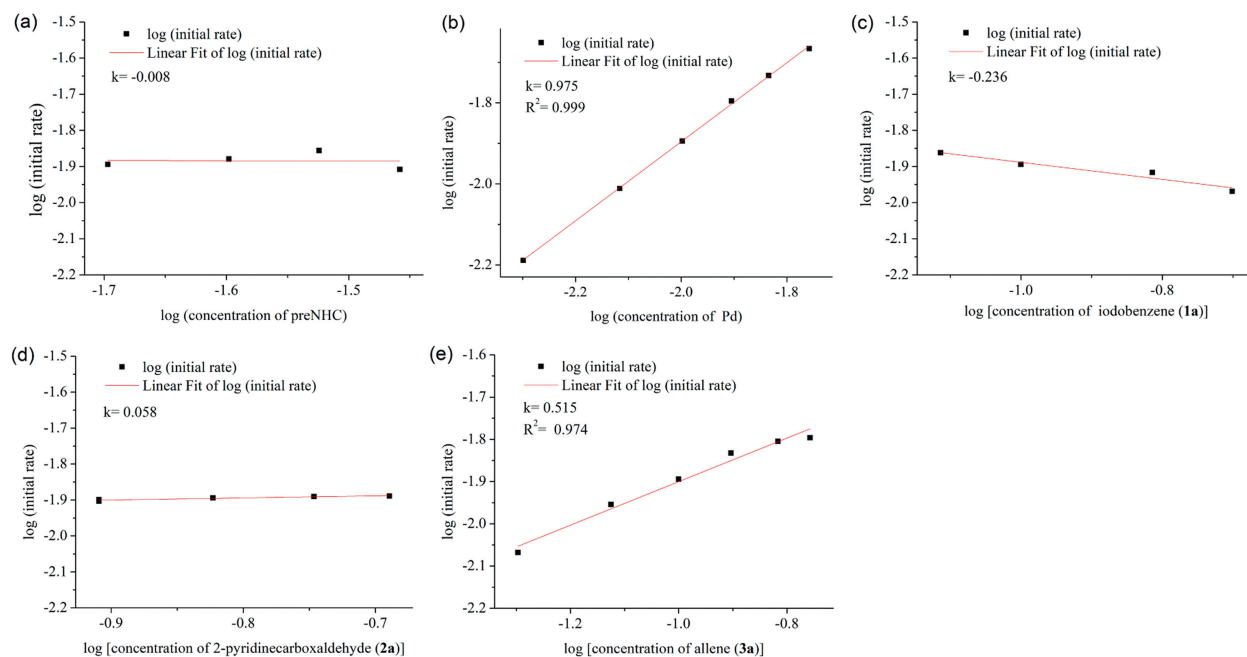 (a)
-1.5
-1.6
-1.7
-1.8
-1.9
-2.0
-2.1
-2.2
log (initial rate)
log (initial rate)
Linear Fit of log (initial rate)
k= -0.008
-1.7
-1.6
-1.5
log (concentration of preNHC)
(b)
-1.8
-2.0
-2.2
log (initial rate)
log (initial rate)
Linear Fit of log (initial rate)
k= 0.975
R²= 0.999
-2.2
-2.0
-1.8
log (concentration of Pd)
(c)
-1.5
-1.6
-1.7
-1.8
-1.9
-2.0
-2.1
-2.2
log (initial rate)
log (initial rate)
Linear Fit of log (initial rate)
k= -0.236
-1.0
-0.8
log [concentration of iodobenzene (1a)]
(d)
-1.5
-1.6
-1.7
-1.8
-1.9
-2.0
-2.1
-2.2
log (initial rate)
log (initial rate)
Linear Fit of log (initial rate)
k= 0.058
-0.9
-0.8
-0.7
log [concentration of 2-pyridinecarboxaldehyde (2a)]
(e)
-1.6
-1.7
-1.8
-1.9
-2.0
-2.1
-2.2
log (initial rate)
log (initial rate)
Linear Fit of log (initial rate)
k= 0.515
R²= 0.974
-1.2
-1.0
-0.8
log [concentration of allene (3a)]